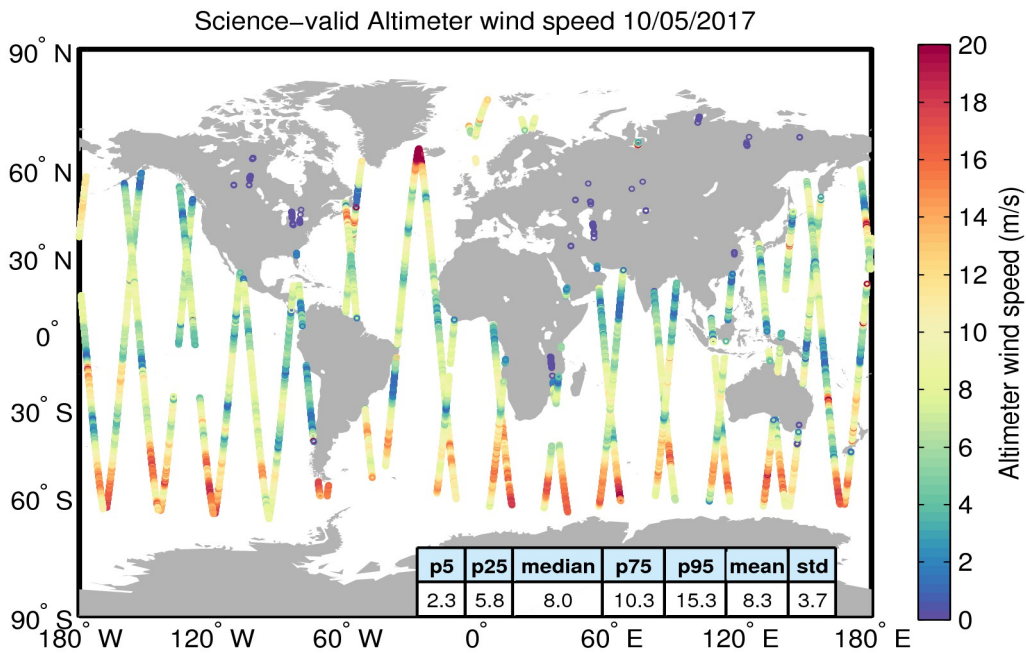 Science−valid Altimeter wind speed 10/05/2017
90° N
60° N
30° N
0°
30° S
60° S
90° S
180° W
120° W
60° W
0°
60° E
120° E
180° E
p5 p25 median p75 p95 mean std
2.3 5.8 8.0 10.3 15.3 8.3 3.7
20
18
16
14
12
10
8
6
4
2
0
Altimeter wind speed (m/s)